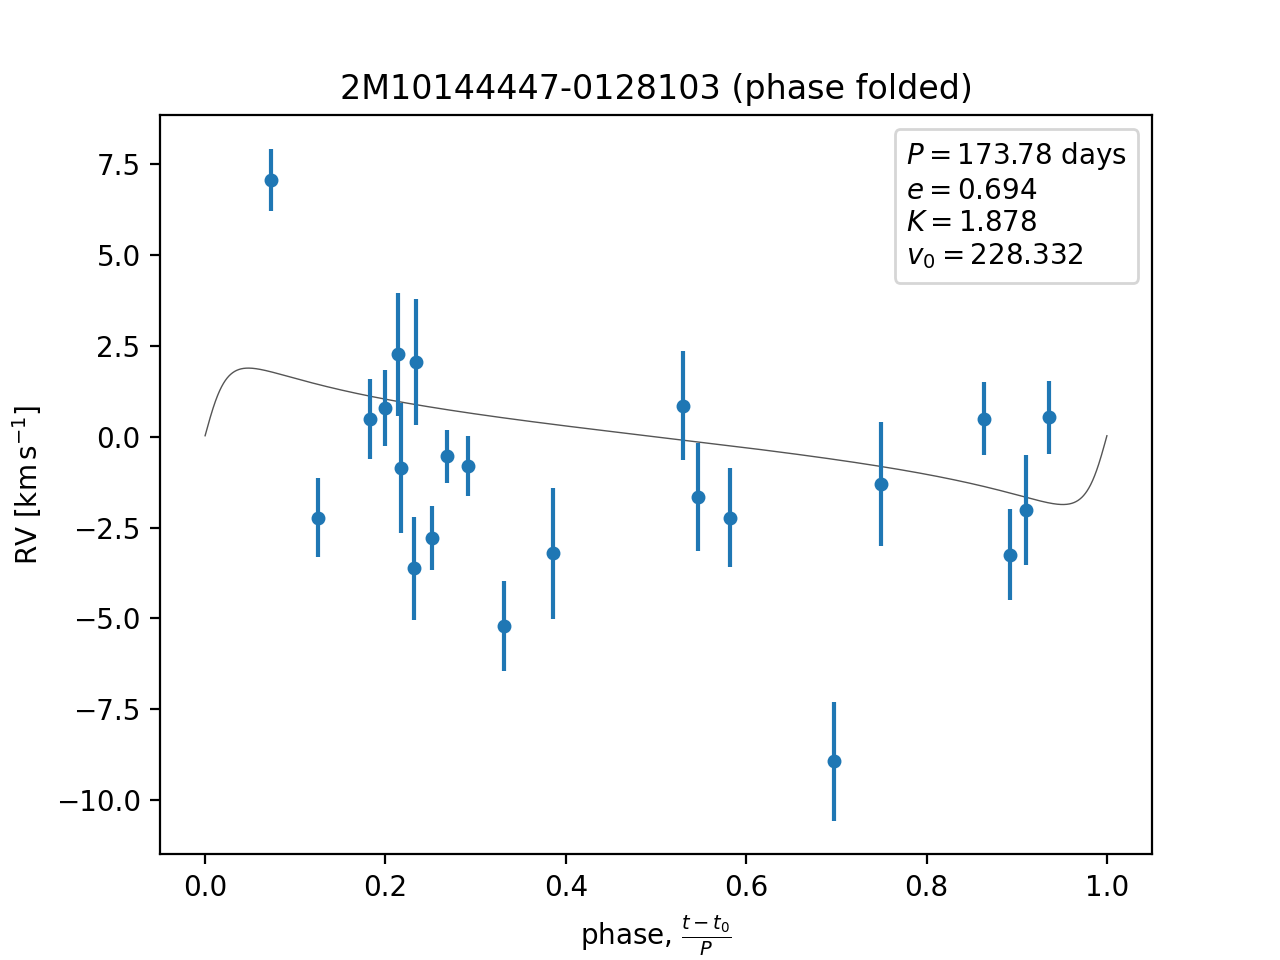 2M10144447-0128103 (phase folded)
P = 173.78 days
e = 0.694
K = 1.878
v₀ = 228.332
7.5
5.0
2.5
0.0
−2.5
−5.0
−7.5
−10.0
RV [km s⁻¹]
0.0 0.2 0.4 0.6 0.8 1.0
phase, (t − t₀)/P